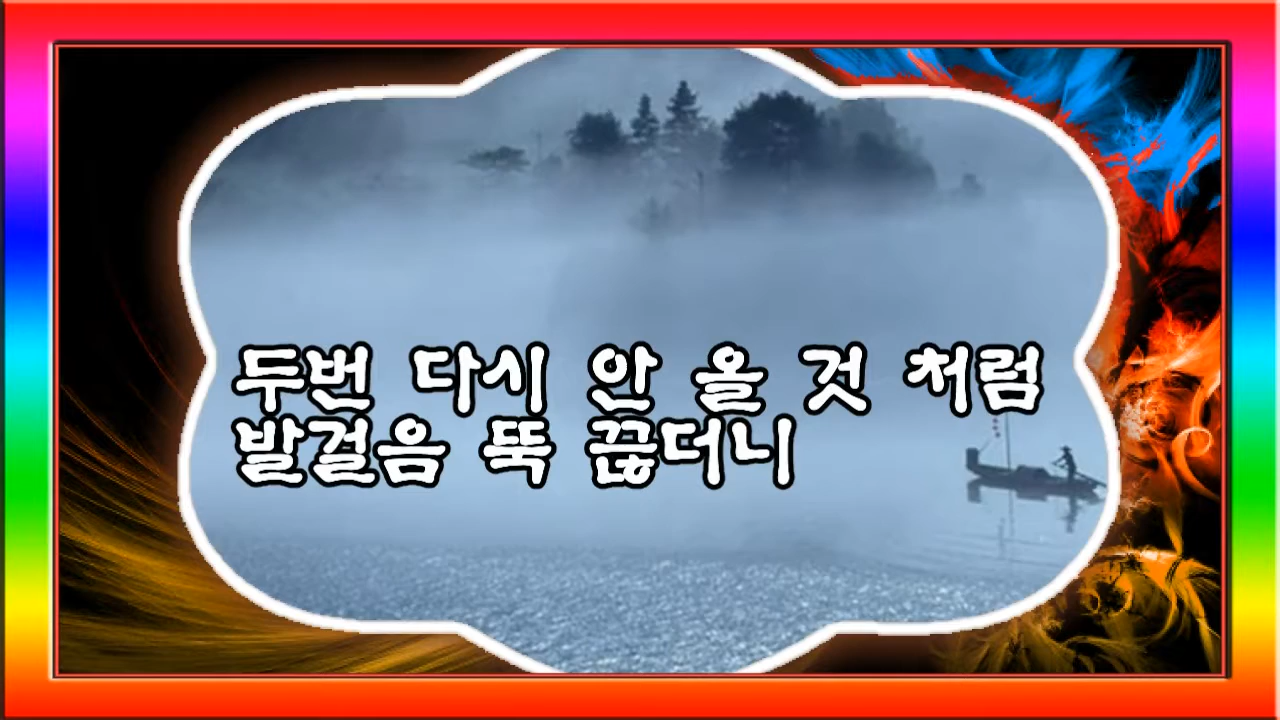 두번 다시 안 올 것 처럼
발걸음 뚝 끊더니